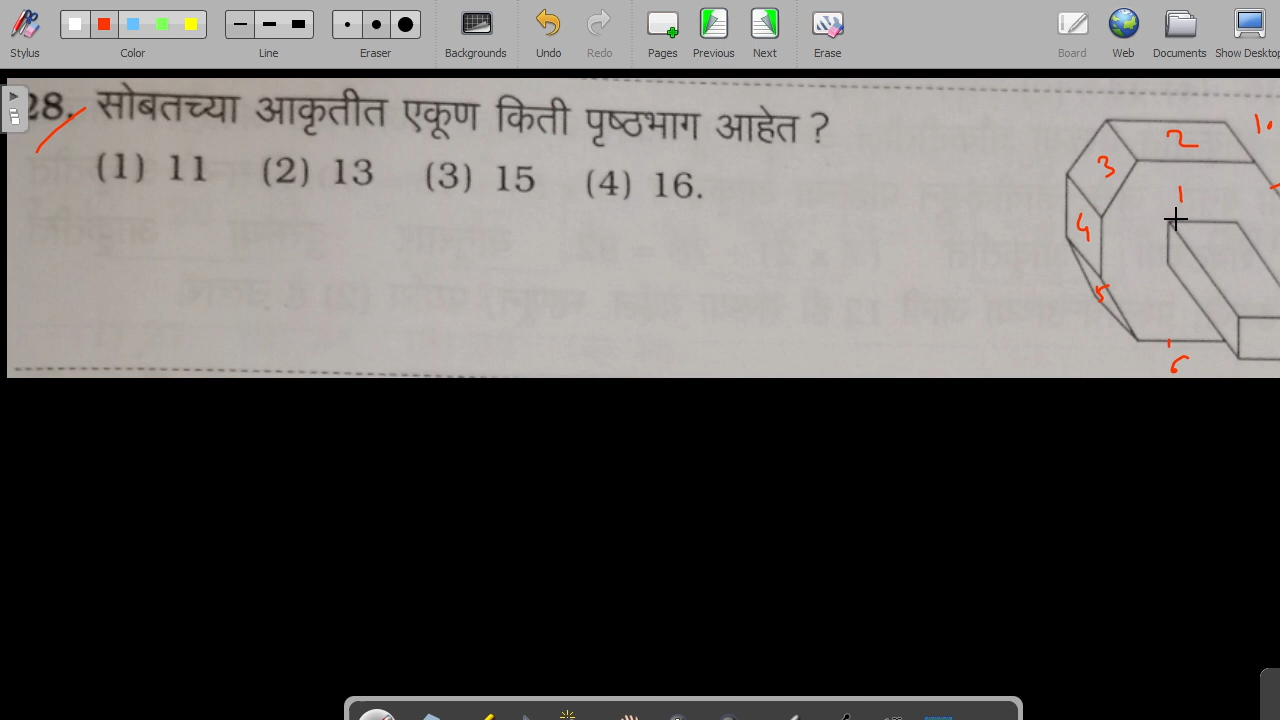 Stylus Color Line Eraser Backgrounds Undo Redo Pages Previous Next Erase Board Web Documents Show Desktop
28. सोबतच्या आकृतीत एकूण किती पृष्ठभाग आहेत ?
(1) 11 (2) 13 (3) 15 (4) 16.
2
3
1
4
5
6